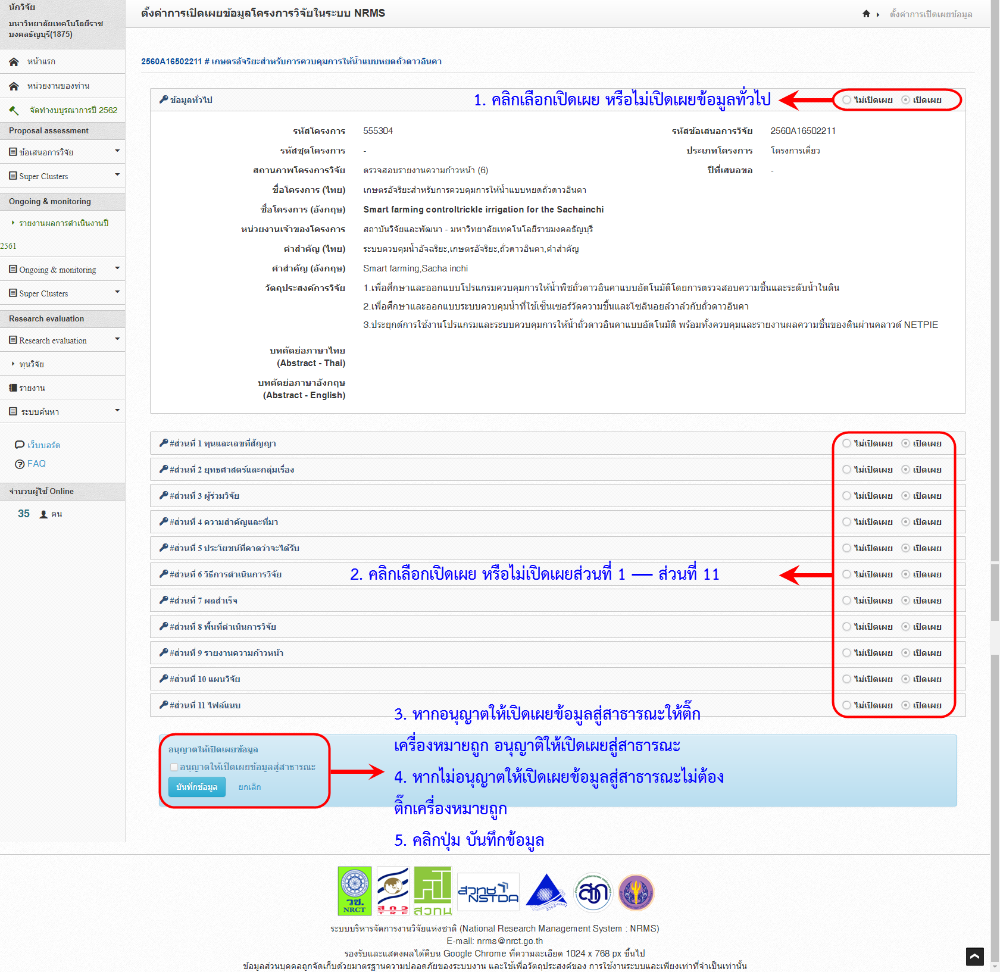 นักวิจัย
มหาวิทยาลัยเทคโนโลยีราช
มงคลธัญบุรี(1875)
หน้าแรก
หน่วยงานของท่าน
จัดทำงบบูรณาการปี 2562
Proposal assessment
ข้อเสนอการวิจัย
Super Clusters
Ongoing & monitoring
รายงานผลการดำเนินงานปี
2561
Ongoing & monitoring
Super Clusters
Research evaluation
Research evaluation
ทุนวิจัย
รายงาน
ระบบค้นหา
เว็บบอร์ด
FAQ
จำนวนผู้ใช้ Online
35 คน
ตั้งค่าการเปิดเผยข้อมูลโครงการวิจัยในระบบ NRMS
ตั้งค่าการเปิดเผยข้อมูล
2560A16502211 # เกษตรอัจริยะสำหรับการควบคุมการให้น้ำแบบหยดถั่วดาวอินคา
ข้อมูลทั่วไป 1. คลิกเลือกเปิดเผย หรือไม่เปิดเผยข้อมูลทั่วไป ไม่เปิดเผย เปิดเผย
รหัสโครงการ 555304 รหัสข้อเสนอการวิจัย 2560A16502211
รหัสชุดโครงการ - ประเภทโครงการ โครงการเดี่ยว
สถานภาพโครงการวิจัย ตรวจสอบรายงานความก้าวหน้า (6) ปีที่เสนอขอ -
ชื่อโครงการ (ไทย) เกษตรอัจริยะสำหรับการควบคุมการให้น้ำแบบหยดถั่วดาวอินคา
ชื่อโครงการ (อังกฤษ) Smart farming controltrickle irrigation for the Sachainchi
หน่วยงานเจ้าของโครงการ สถาบันวิจัยและพัฒนา - มหาวิทยาลัยเทคโนโลยีราชมงคลธัญบุรี
คำสำคัญ (ไทย) ระบบควบคุมน้ำอัจฉริยะ,เกษตรอัจริยะ,ถั่วดาวอินคา,คำสำคัญ
คำสำคัญ (อังกฤษ) Smart farming,Sacha inchi
วัตถุประสงค์การวิจัย 1.เพื่อศึกษาและออกแบบโปรแกรมควบคุมการให้น้ำพืชถั่วดาวอินคาแบบอัตโนมัติโดยการตรวจสอบความชื้นและระดับน้ำในดิน
2.เพื่อศึกษาและออกแบบระบบควบคุมน้ำที่ใช้เซ็นเซอร์วัดความชื้นและโซลินอยล์วาล์วกับถั่วดาวอินคา
3.ประยุกต์การใช้งานโปรแกรมและระบบควบคุมการให้น้ำถั่วดาวอินคาแบบอัตโนมัติ พร้อมทั้งควบคุมและรายงานผลความชื้นของดินผ่านคลาวด์ NETPIE
บทคัดย่อภาษาไทย
(Abstract - Thai)
บทคัดย่อภาษาอังกฤษ
(Abstract - English)
#ส่วนที่ 1 ทุนและเลขที่สัญญา ไม่เปิดเผย เปิดเผย
#ส่วนที่ 2 ยุทธศาสตร์และกลุ่มเรื่อง ไม่เปิดเผย เปิดเผย
#ส่วนที่ 3 ผู้ร่วมวิจัย ไม่เปิดเผย เปิดเผย
#ส่วนที่ 4 ความสำคัญและที่มา ไม่เปิดเผย เปิดเผย
#ส่วนที่ 5 ประโยชน์ที่คาดว่าจะได้รับ ไม่เปิดเผย เปิดเผย
#ส่วนที่ 6 วิธีการดำเนินการวิจัย 2. คลิกเลือกเปิดเผย หรือไม่เปิดเผยส่วนที่ 1 — ส่วนที่ 11 ไม่เปิดเผย เปิดเผย
#ส่วนที่ 7 ผลสำเร็จ ไม่เปิดเผย เปิดเผย
#ส่วนที่ 8 พื้นที่ดำเนินการวิจัย ไม่เปิดเผย เปิดเผย
#ส่วนที่ 9 รายงานความก้าวหน้า ไม่เปิดเผย เปิดเผย
#ส่วนที่ 10 แผนวิจัย ไม่เปิดเผย เปิดเผย
#ส่วนที่ 11 ไฟล์แนบ ไม่เปิดเผย เปิดเผย
อนุญาตให้เปิดเผยข้อมูล
อนุญาตให้เปิดเผยข้อมูลสู่สาธารณะ
บันทึกข้อมูล ยกเลิก
3. หากอนุญาตให้เปิดเผยข้อมูลสู่สาธารณะให้ติ๊ก
เครื่องหมายถูก อนุญาติให้เปิดเผยสู่สาธารณะ
4. หากไม่อนุญาตให้เปิดเผยข้อมูลสู่สาธารณะไม่ต้อง
ติ๊กเครื่องหมายถูก
5. คลิกปุ่ม บันทึกข้อมูล
วช. NRCT
สกว TRF
สวทน
สวทช NSTDA
สวก
ระบบบริหารจัดการงานวิจัยแห่งชาติ (National Research Management System : NRMS)
E-mail: nrms@nrct.go.th
รองรับและแสดงผลได้ดีบน Google Chrome ที่ความละเอียด 1024 x 768 px ขึ้นไป
ข้อมูลส่วนบุคคลถูกจัดเก็บด้วยมาตรฐานความปลอดภัยของระบบงาน และใช้เพื่อวัตถุประสงค์ของ การใช้งานระบบและเพียงเท่าที่จำเป็นเท่านั้น